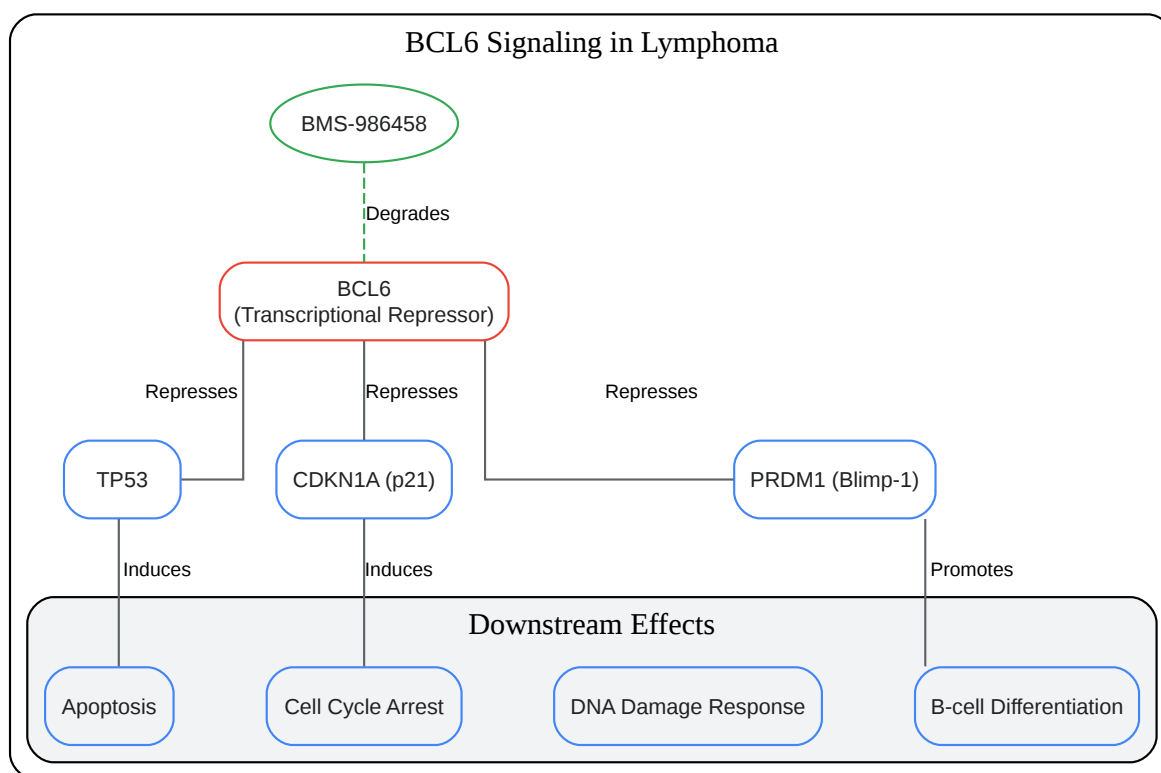 BCL6 Signaling in Lymphoma
BMS-986458
Degrades
BCL6
(Transcriptional Repressor)
Represses
Represses
Represses
TP53
CDKN1A (p21)
PRDM1 (Blimp-1)
Induces
Induces
Promotes
Downstream Effects
Apoptosis
Cell Cycle Arrest
DNA Damage Response
B-cell Differentiation